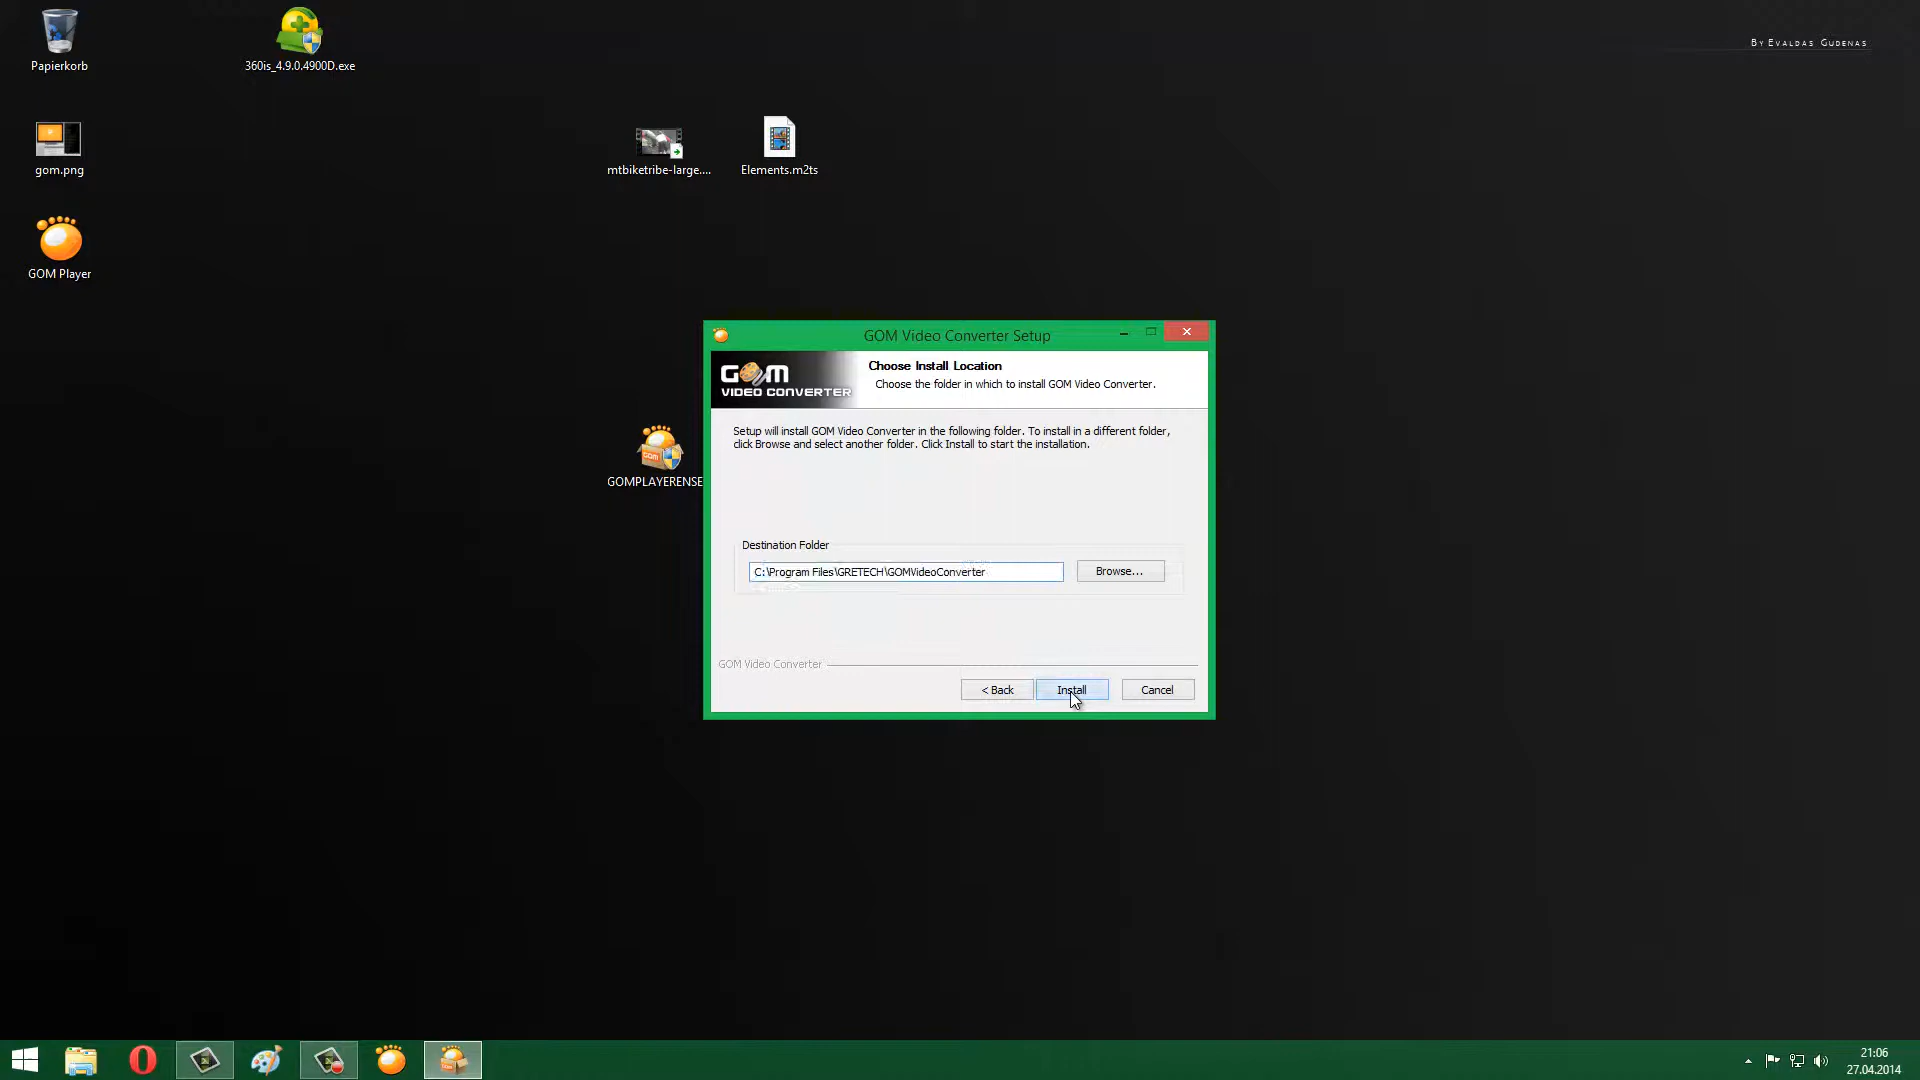 By Evaldas Gudenas
Papierkorb
360is_4.9.0.4900D.exe
mtbiketribe-large....
Elements.m2ts
gom.png
GOM Player
GOMPLAYERENSE
GOM Video Converter Setup
GOM
VIDEO CONVERTER
Choose Install Location
Choose the folder in which to install GOM Video Converter.
Setup will install GOM Video Converter in the following folder. To install in a different folder,
click Browse and select another folder. Click Install to start the installation.
Destination Folder
C:\Program Files\GRETECH\GOMVideoConverter
Browse...
GOM Video Converter
< Back
Install
Cancel
21:06
27.04.2014